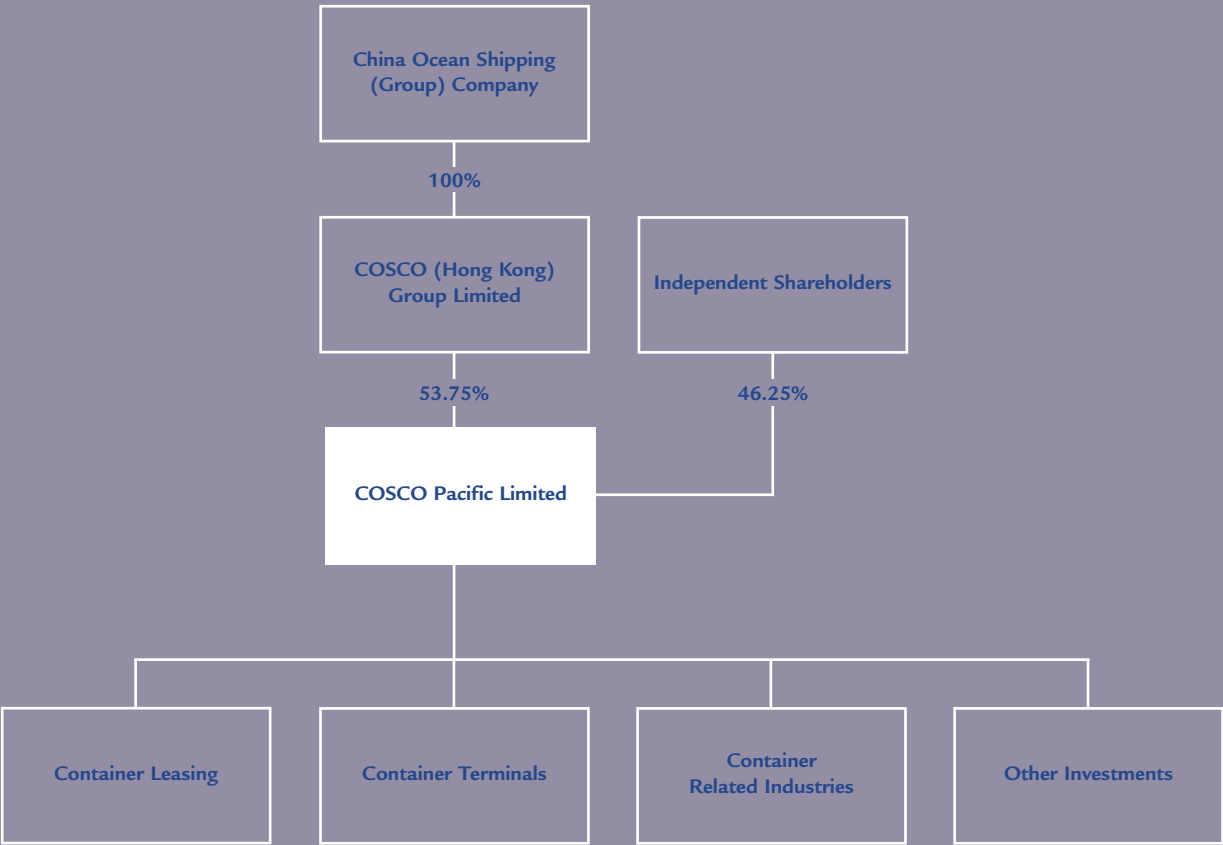 China Ocean Shipping
(Group) Company
100%
COSCO (Hong Kong)
Group Limited
Independent Shareholders
53.75%
46.25%
COSCO Pacific Limited
Container Leasing
Container Terminals
Container
Related Industries
Other Investments